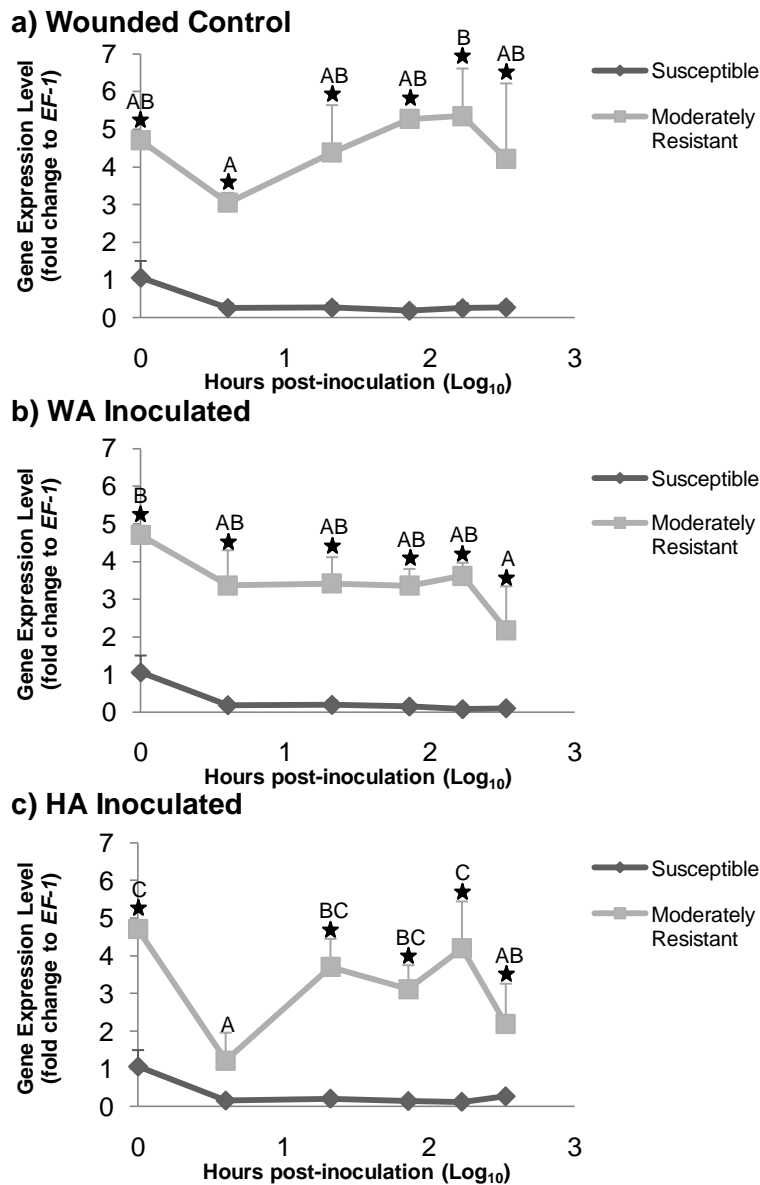 a) Wounded Control
Gene Expression Level
(fold change to EF-1)
7
6
5
4
3
2
1
0
AB
A
AB
AB
B
AB
0
1
2
3
Hours post-inoculation (Log10)
Susceptible
Moderately
Resistant
b) WA Inoculated
Gene Expression Level
(fold change to EF-1)
7
6
5
4
3
2
1
0
B
AB
AB
AB
AB
A
0
1
2
3
Hours post-inoculation (Log10)
Susceptible
Moderately
Resistant
c) HA Inoculated
Gene Expression Level
(fold change to EF-1)
7
6
5
4
3
2
1
0
C
A
BC
BC
C
AB
0
1
2
3
Hours post-inoculation (Log10)
Susceptible
Moderately
Resistant